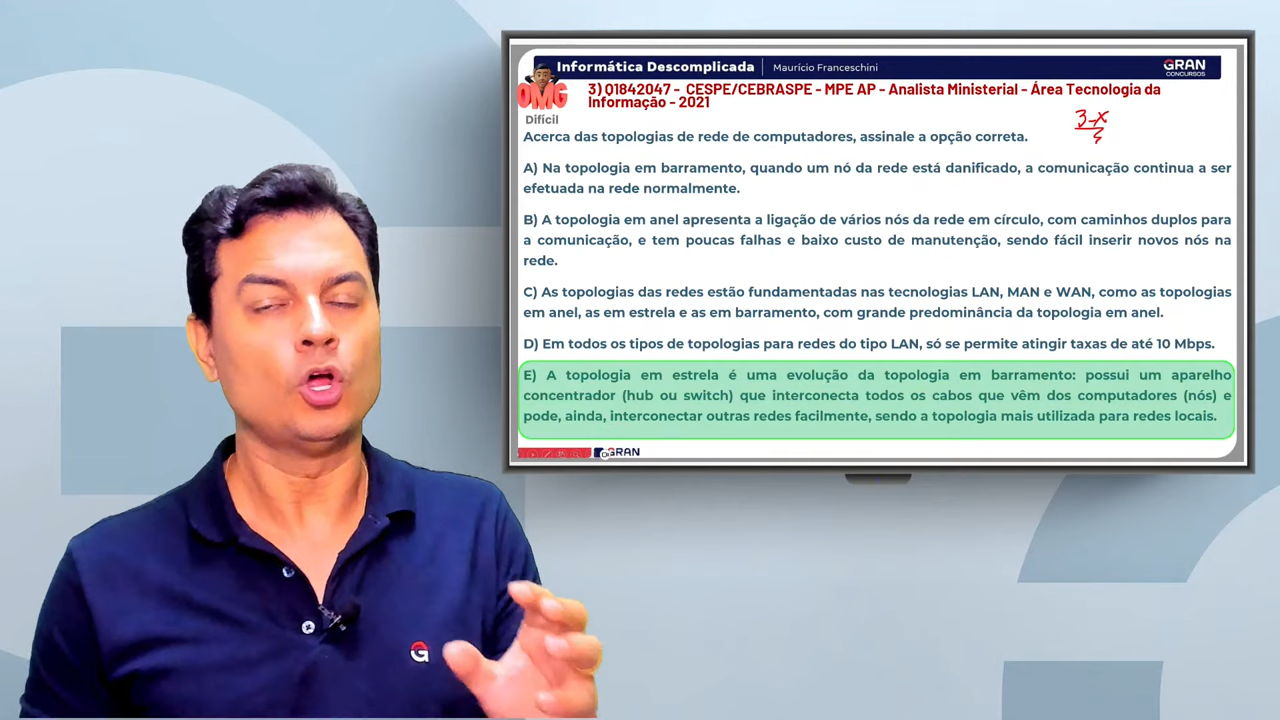 Informática Descomplicada | Maurício Franceschini
GRAN
CONCURSOS
OMG
3) Q1842047 - CESPE/CEBRASPE - MPE AP - Analista Ministerial - Área Tecnologia da
Informação - 2021
Difícil
3-x
Acerca das topologias de rede de computadores, assinale a opção correta.
A) Na topologia em barramento, quando um nó da rede está danificado, a comunicação continua a ser
efetuada na rede normalmente.
B) A topologia em anel apresenta a ligação de vários nós da rede em círculo, com caminhos duplos para
a comunicação, e tem poucas falhas e baixo custo de manutenção, sendo fácil inserir novos nós na
rede.
C) As topologias das redes estão fundamentadas nas tecnologias LAN, MAN e WAN, como as topologias
em anel, as em estrela e as em barramento, com grande predominância da topologia em anel.
D) Em todos os tipos de topologias para redes do tipo LAN, só se permite atingir taxas de até 10 Mbps.
E) A topologia em estrela é uma evolução da topologia em barramento: possui um aparelho
concentrador (hub ou switch) que interconecta todos os cabos que vêm dos computadores (nós) e
pode, ainda, interconectar outras redes facilmente, sendo a topologia mais utilizada para redes locais.
GRAN
G